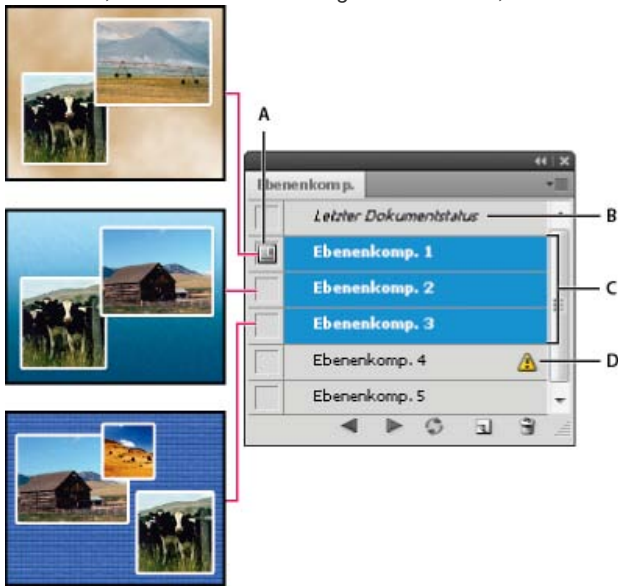 A
Ebenenkomp.
Letzter Dokumentstatus
B
Ebenenkomp. 1
Ebenenkomp. 2
C
Ebenenkomp. 3
Ebenenkomp. 4
D
Ebenenkomp. 5